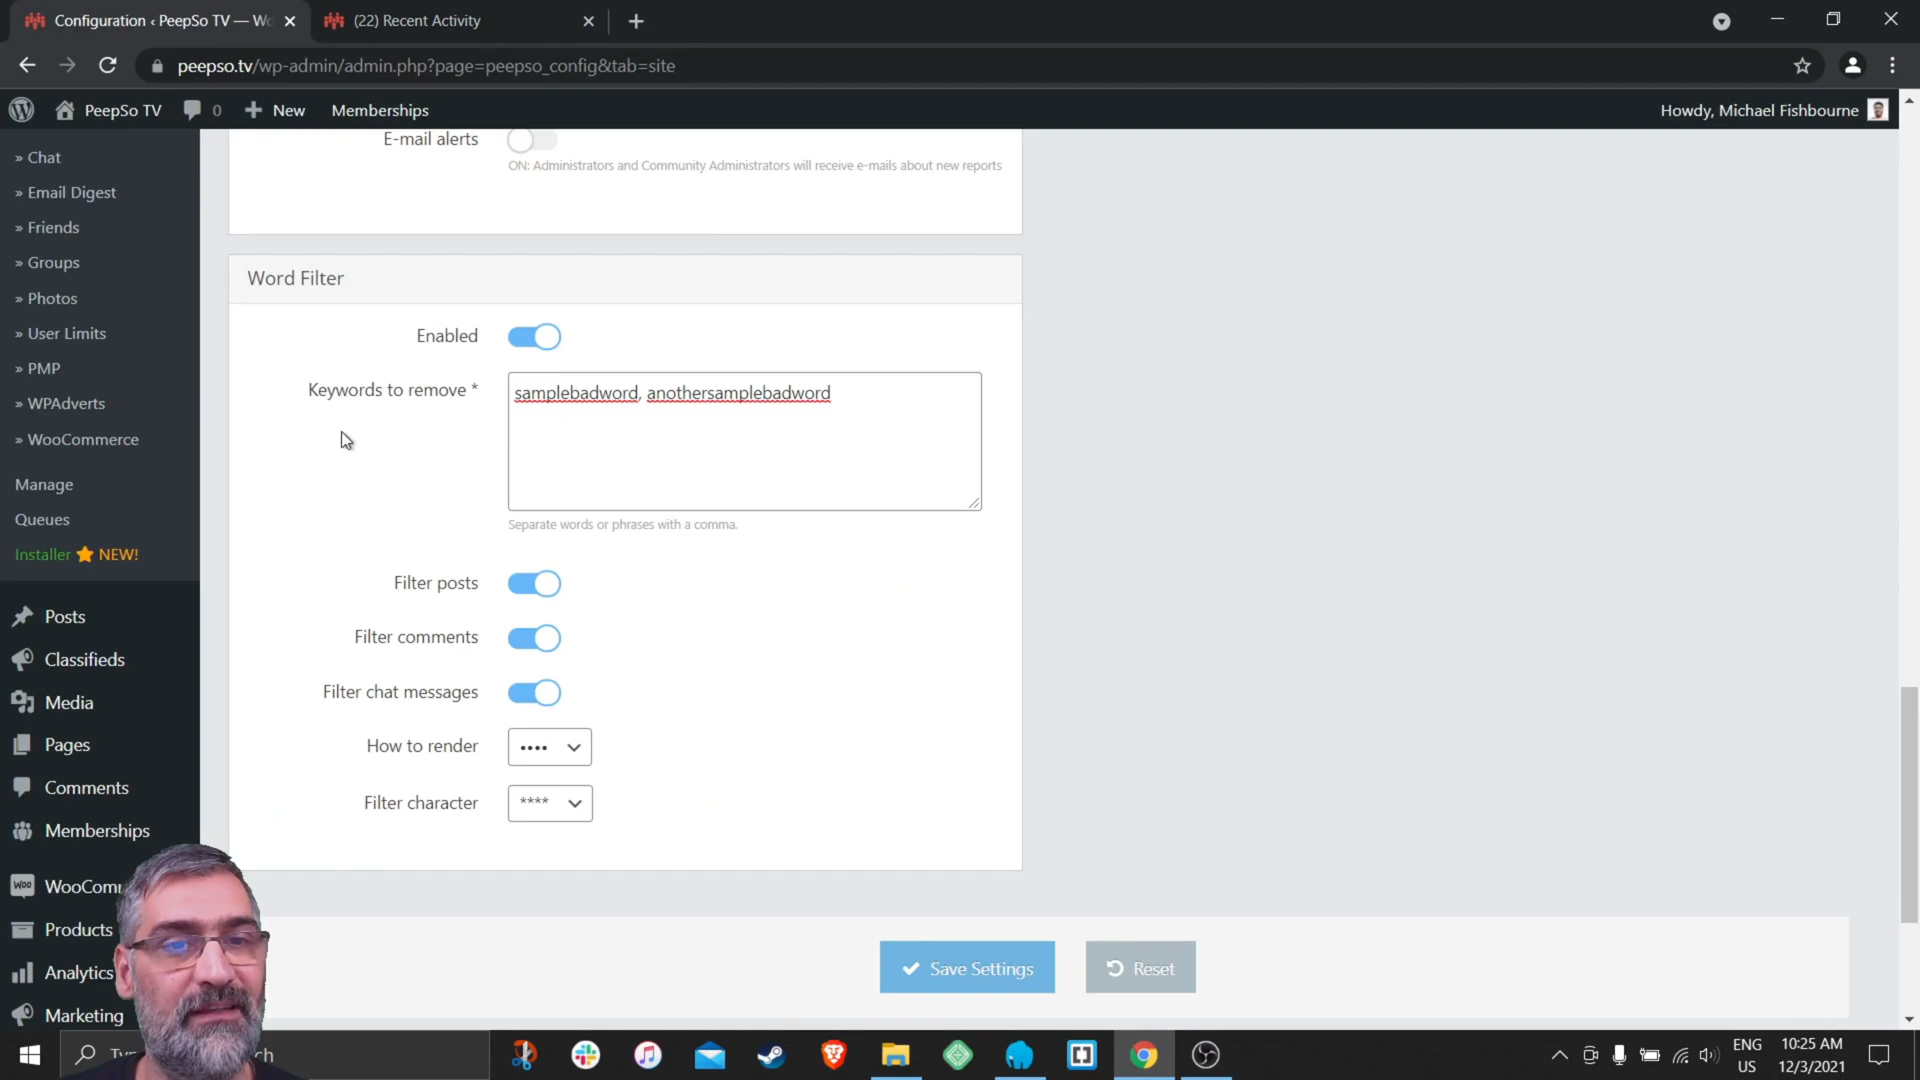 Configuration ‹ PeepSo TV — Wo
(22) Recent Activity
peepso.tv/wp-admin/admin.php?page=peepso_config&tab=site
PeepSo TV
0
New
Memberships
Howdy, Michael Fishbourne
» Chat
» Email Digest
» Friends
» Groups
» Photos
» User Limits
» PMP
» WPAdverts
» WooCommerce
Manage
Queues
Installer NEW!
Posts
Classifieds
Media
Pages
Comments
Memberships
WooComm
Products
Analytics
Marketing
E-mail alerts
ON: Administrators and Community Administrators will receive e-mails about new reports
Word Filter
Enabled
Keywords to remove *
samplebadword, anothersamplebadword
Separate words or phrases with a comma.
Filter posts
Filter comments
Filter chat messages
How to render
••••
Filter character
****
Save Settings
Reset
ENG
US
10:25 AM
12/3/2021